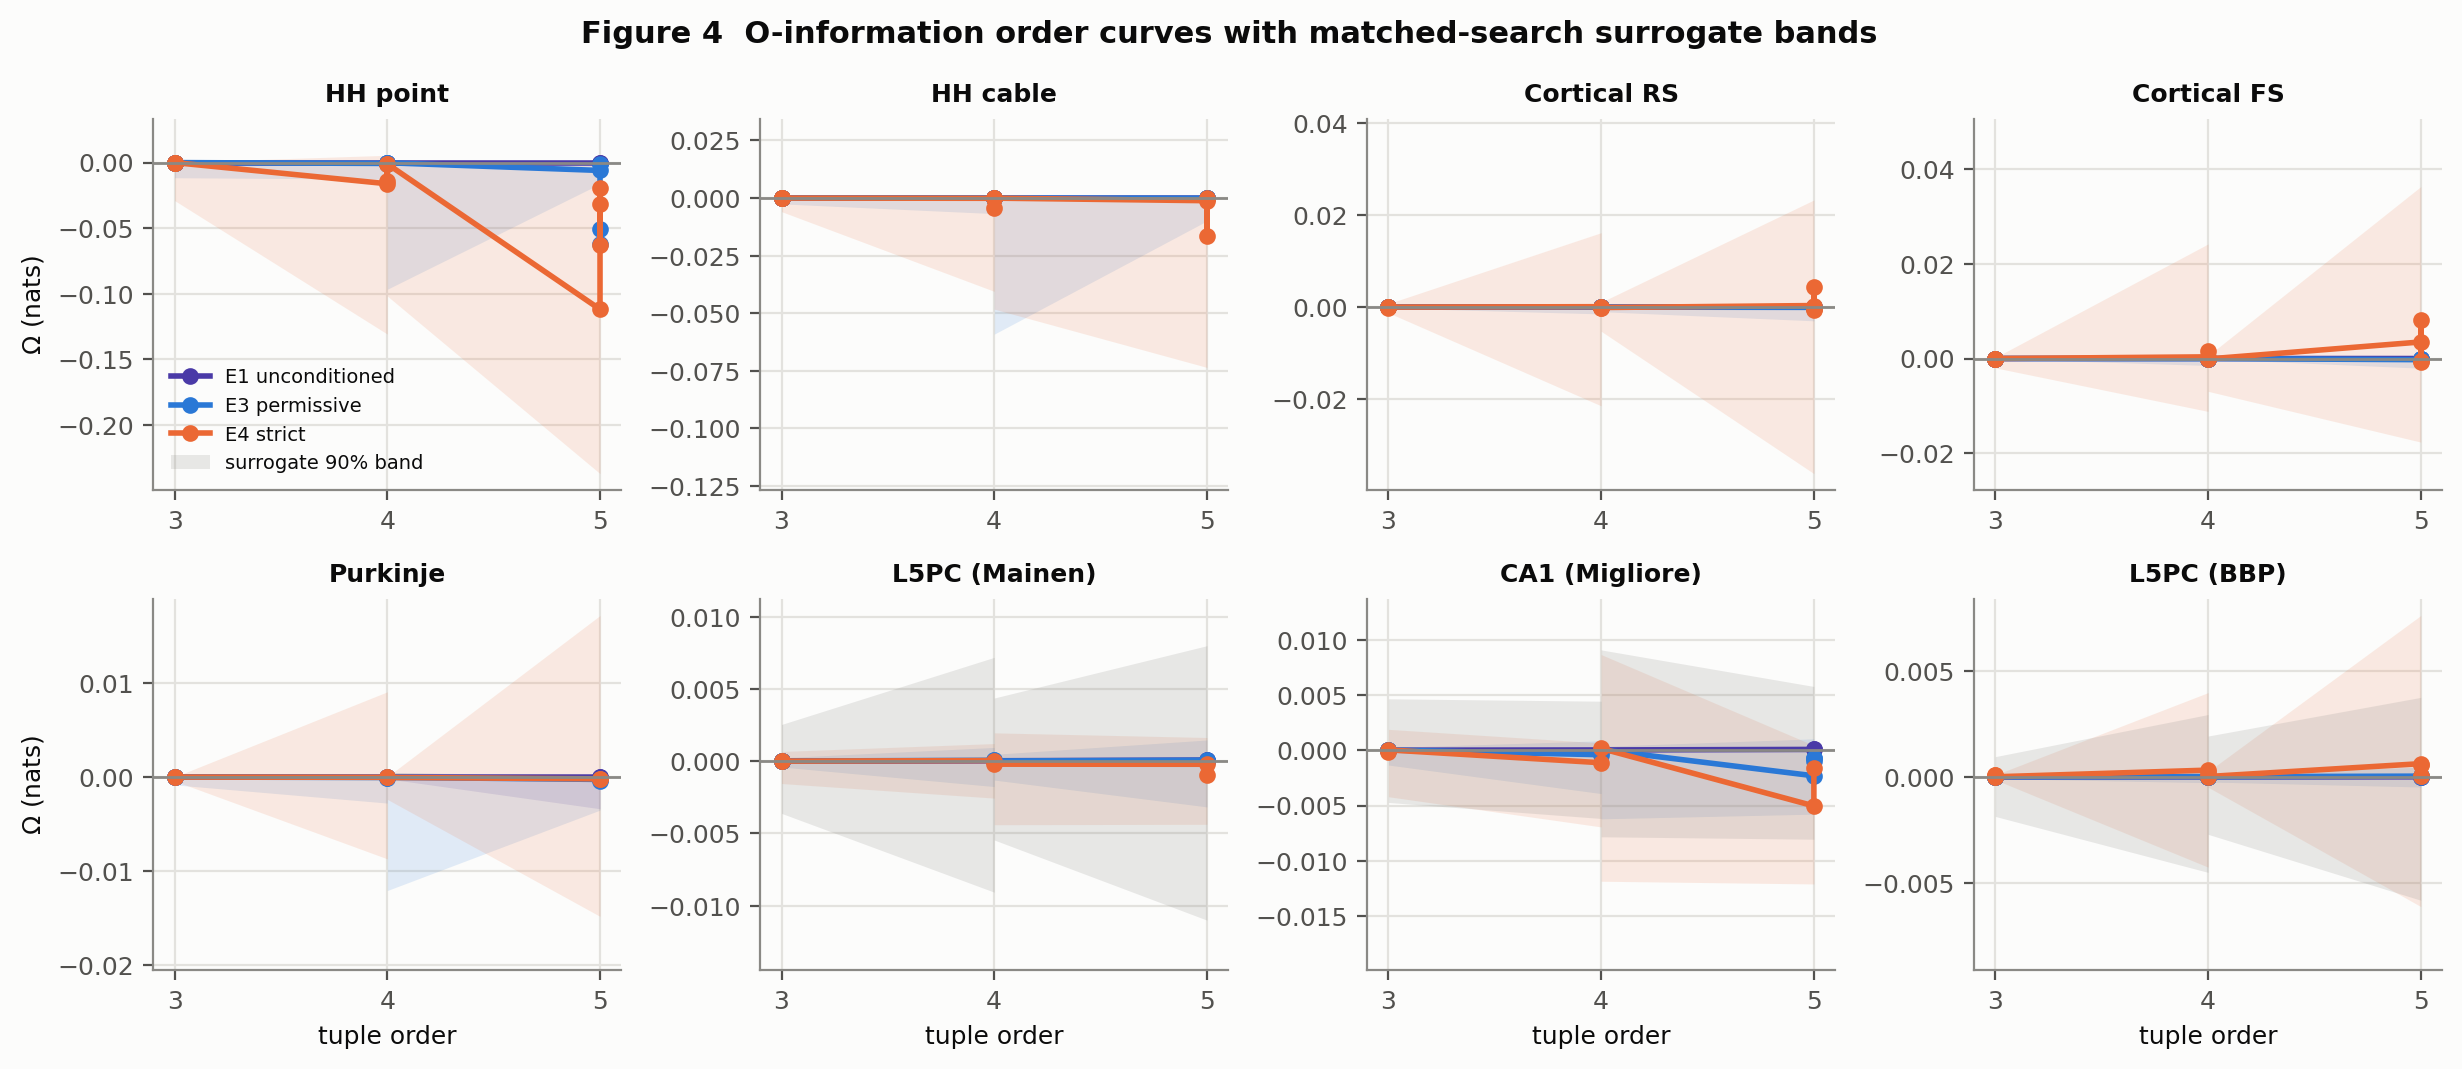 Figure 4  O-information order curves with matched-search surrogate bands
HH point
HH cable
Cortical RS
Cortical FS
Ω (nats)
0.00
−0.05
−0.10
−0.15
−0.20
E1 unconditioned
E3 permissive
E4 strict
surrogate 90% band
3 4 5
0.025
0.000
−0.025
−0.050
−0.075
−0.100
−0.125
3 4 5
0.04
0.02
0.00
−0.02
3 4 5
0.04
0.02
0.00
−0.02
3 4 5
Purkinje
L5PC (Mainen)
CA1 (Migliore)
L5PC (BBP)
Ω (nats)
0.01
0.00
−0.01
−0.02
3 4 5
tuple order
0.010
0.005
0.000
−0.005
−0.010
3 4 5
tuple order
0.010
0.005
0.000
−0.005
−0.010
−0.015
3 4 5
tuple order
0.005
0.000
−0.005
3 4 5
tuple order